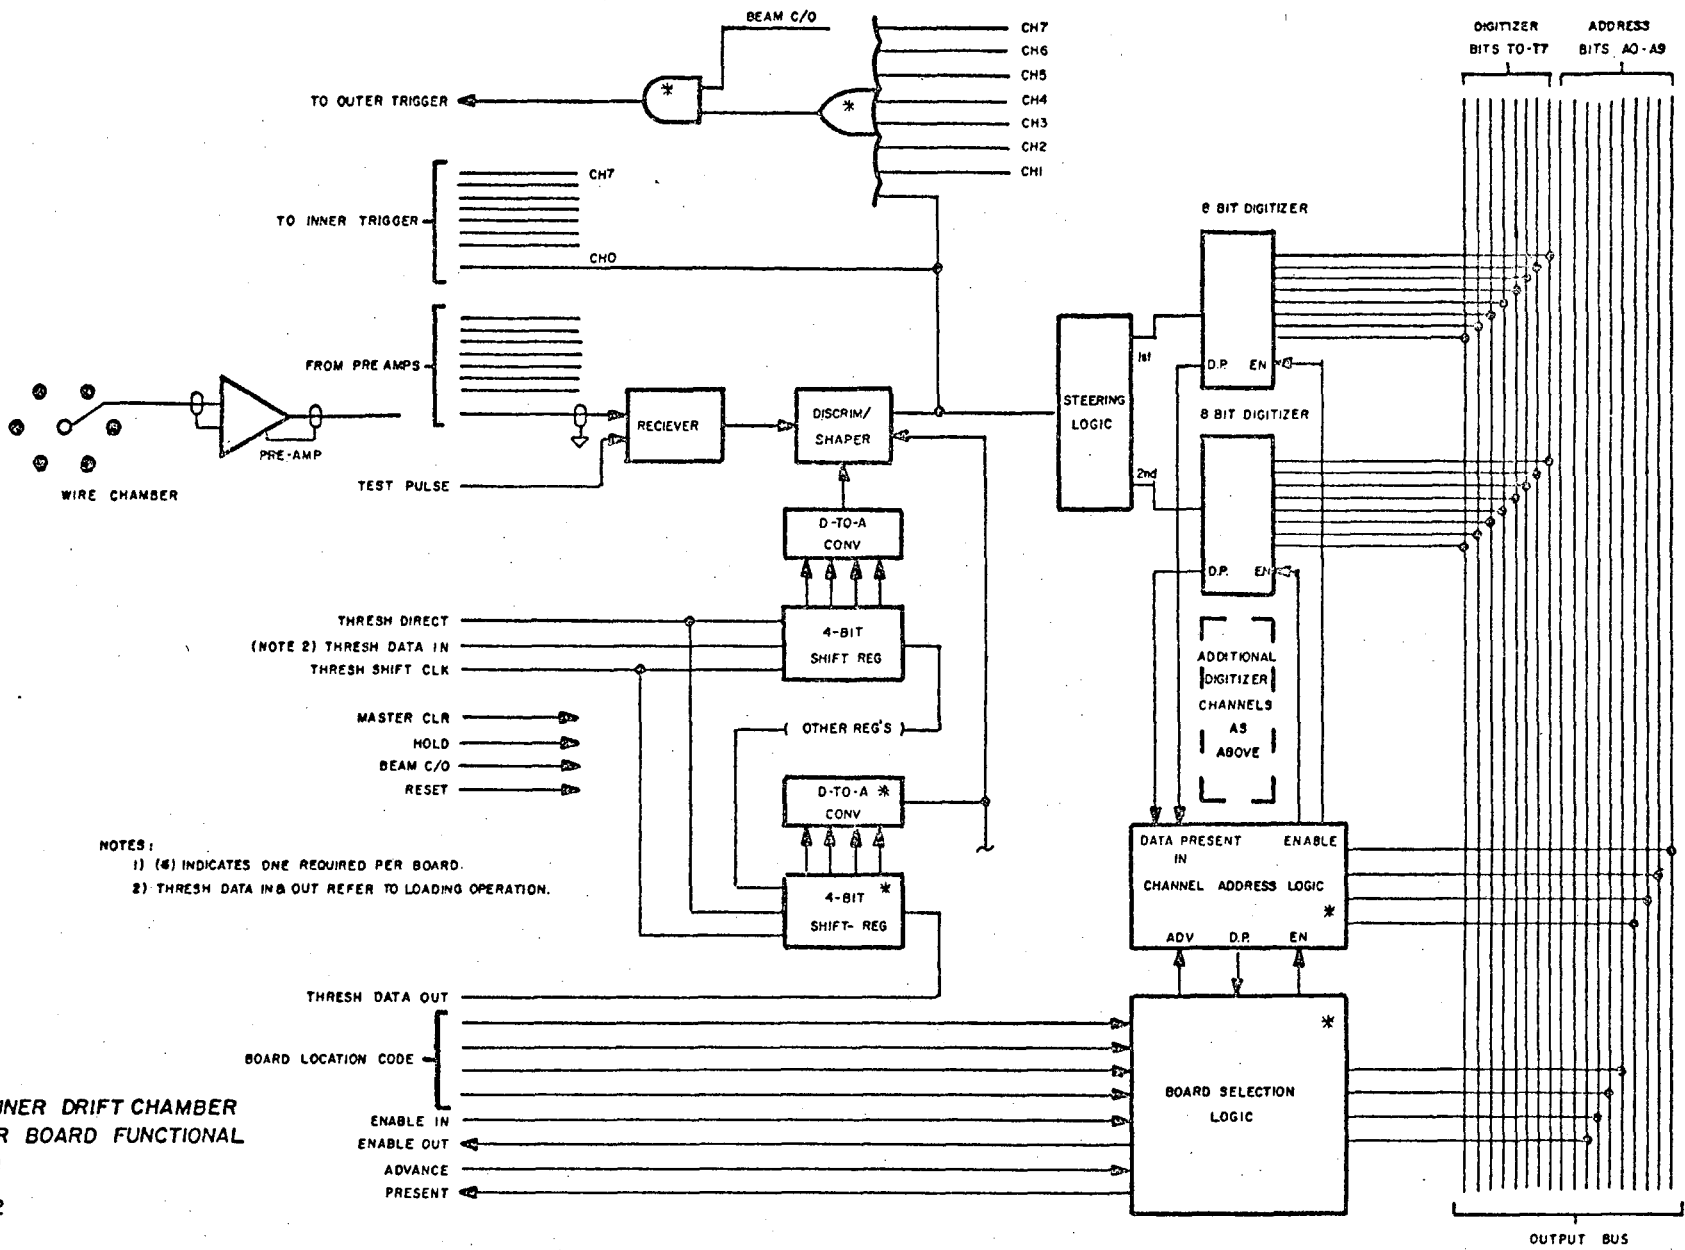 BEAM C/O
CH7
CH6
CH5
CH4
CH3
CH2
CH1
DIGITIZER
BITS T0-T7
ADDRESS
BITS A0-A9
*
*
TO OUTER TRIGGER
CH7
TO INNER TRIGGER
CH0
8 BIT DIGITIZER
FROM PRE AMPS
1st
D.P. EN
STEERING
LOGIC
8 BIT DIGITIZER
RECIEVER
DISCRIM/
SHAPER
PRE-AMP
WIRE CHAMBER
TEST PULSE
2nd
D-TO-A
CONV
D.P. EN
THRESH DIRECT
(NOTE 2) THRESH DATA IN
THRESH SHIFT CLK
4-BIT
SHIFT REG
ADDITIONAL
DIGITIZER
CHANNELS
AS
ABOVE
MASTER CLR
HOLD
BEAM C/O
RESET
( OTHER REG'S )
D-TO-A *
CONV
NOTES:
1) (*) INDICATES ONE REQUIRED PER BOARD.
2) THRESH DATA IN & OUT REFER TO LOADING OPERATION.
4-BIT *
SHIFT- REG
DATA PRESENT ENABLE
IN
CHANNEL ADDRESS LOGIC
*
ADV D.P. EN
THRESH DATA OUT
BOARD LOCATION CODE
*
BOARD SELECTION
LOGIC
NNER DRIFT CHAMBER
R BOARD FUNCTIONAL
2
ENABLE IN
ENABLE OUT
ADVANCE
PRESENT
OUTPUT BUS